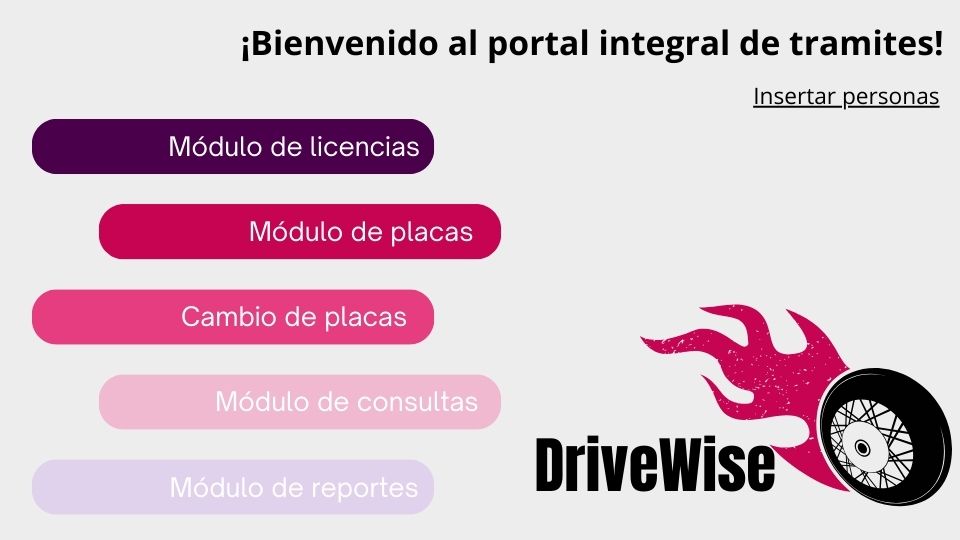 ¡Bienvenido al portal integral de tramites!
Insertar personas
Módulo de licencias
Módulo de placas
Cambio de placas
Módulo de consultas
Módulo de reportes
DriveWise